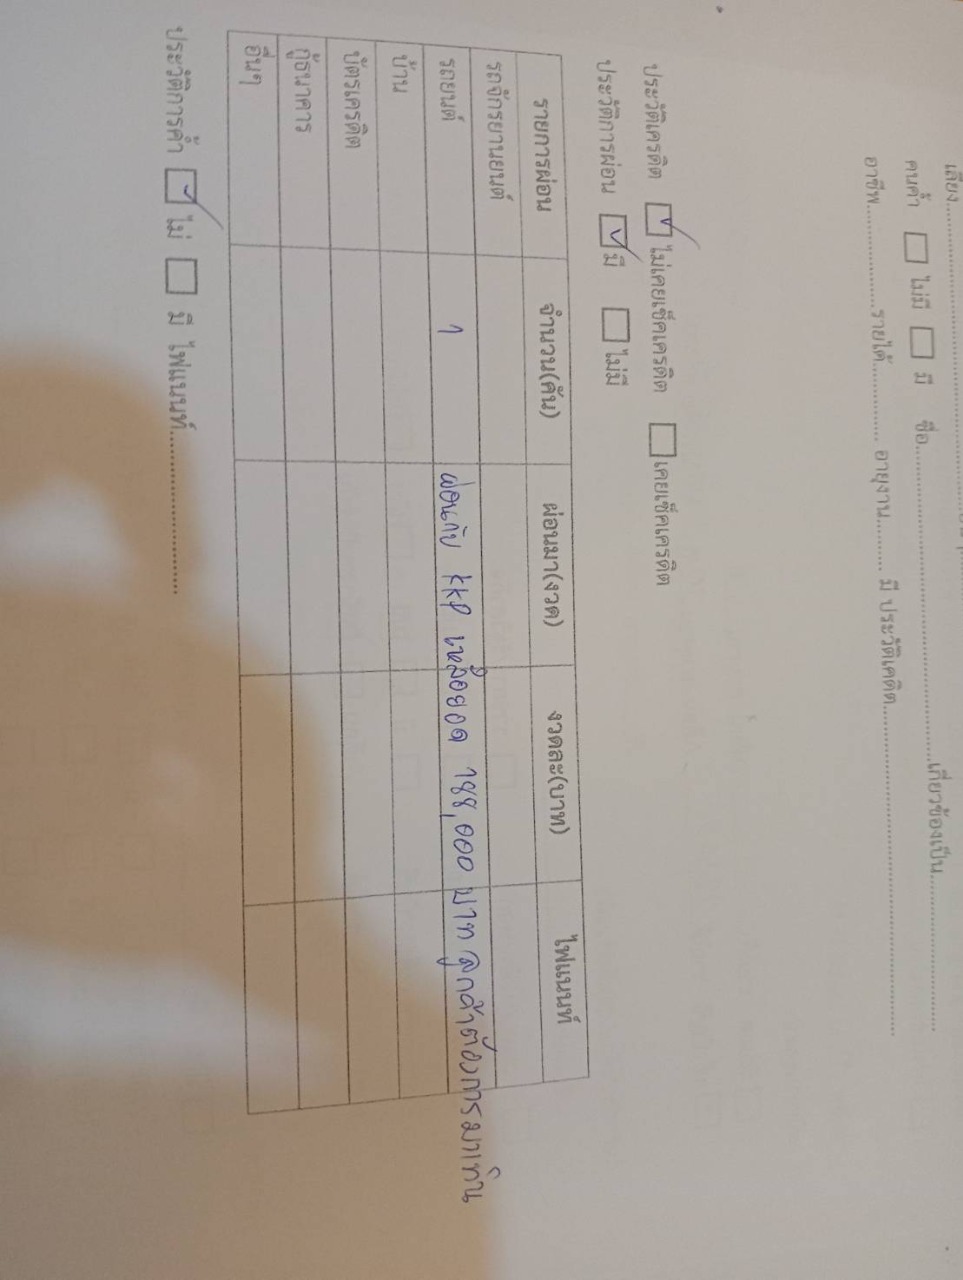 เลี้ยง
คนค้ำ ไม่มี มี ชื่อ เกี่ยวข้องเป็น
อาชีพ รายได้ อายุงาน มี ประวัติเคดิต
ประวัติเครดิต ไม่เคยเช็คเครดิต เคยเช็คเครดิต
ประวัติการผ่อน มี ไม่มี
รายการผ่อน จำนวน(คัน) ผ่อนมา(งวด) งวดละ(บาท) ไฟแนนท์
รถจักรยานยนต์
รถยนต์ 1 ผ่อนกับ kkp เหลือยอด 188,000 บาท ลูกค้าต้องการมาเทิน
บ้าน
บัตรเครดิต
กู้ธนาคาร
อื่นๆ
ประวัติการค้ำ ไม่ มี ไฟแนนท์